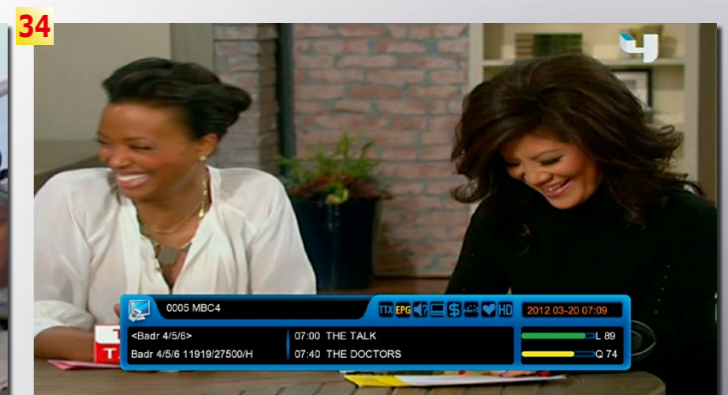 34
0005 MBC4
TTX EPG $ HD
2012 03-20 07:09
<Badr 4/5/6>
07:00 THE TALK
L 89
Badr 4/5/6 11919/27500/H
07:40 THE DOCTORS
Q 74